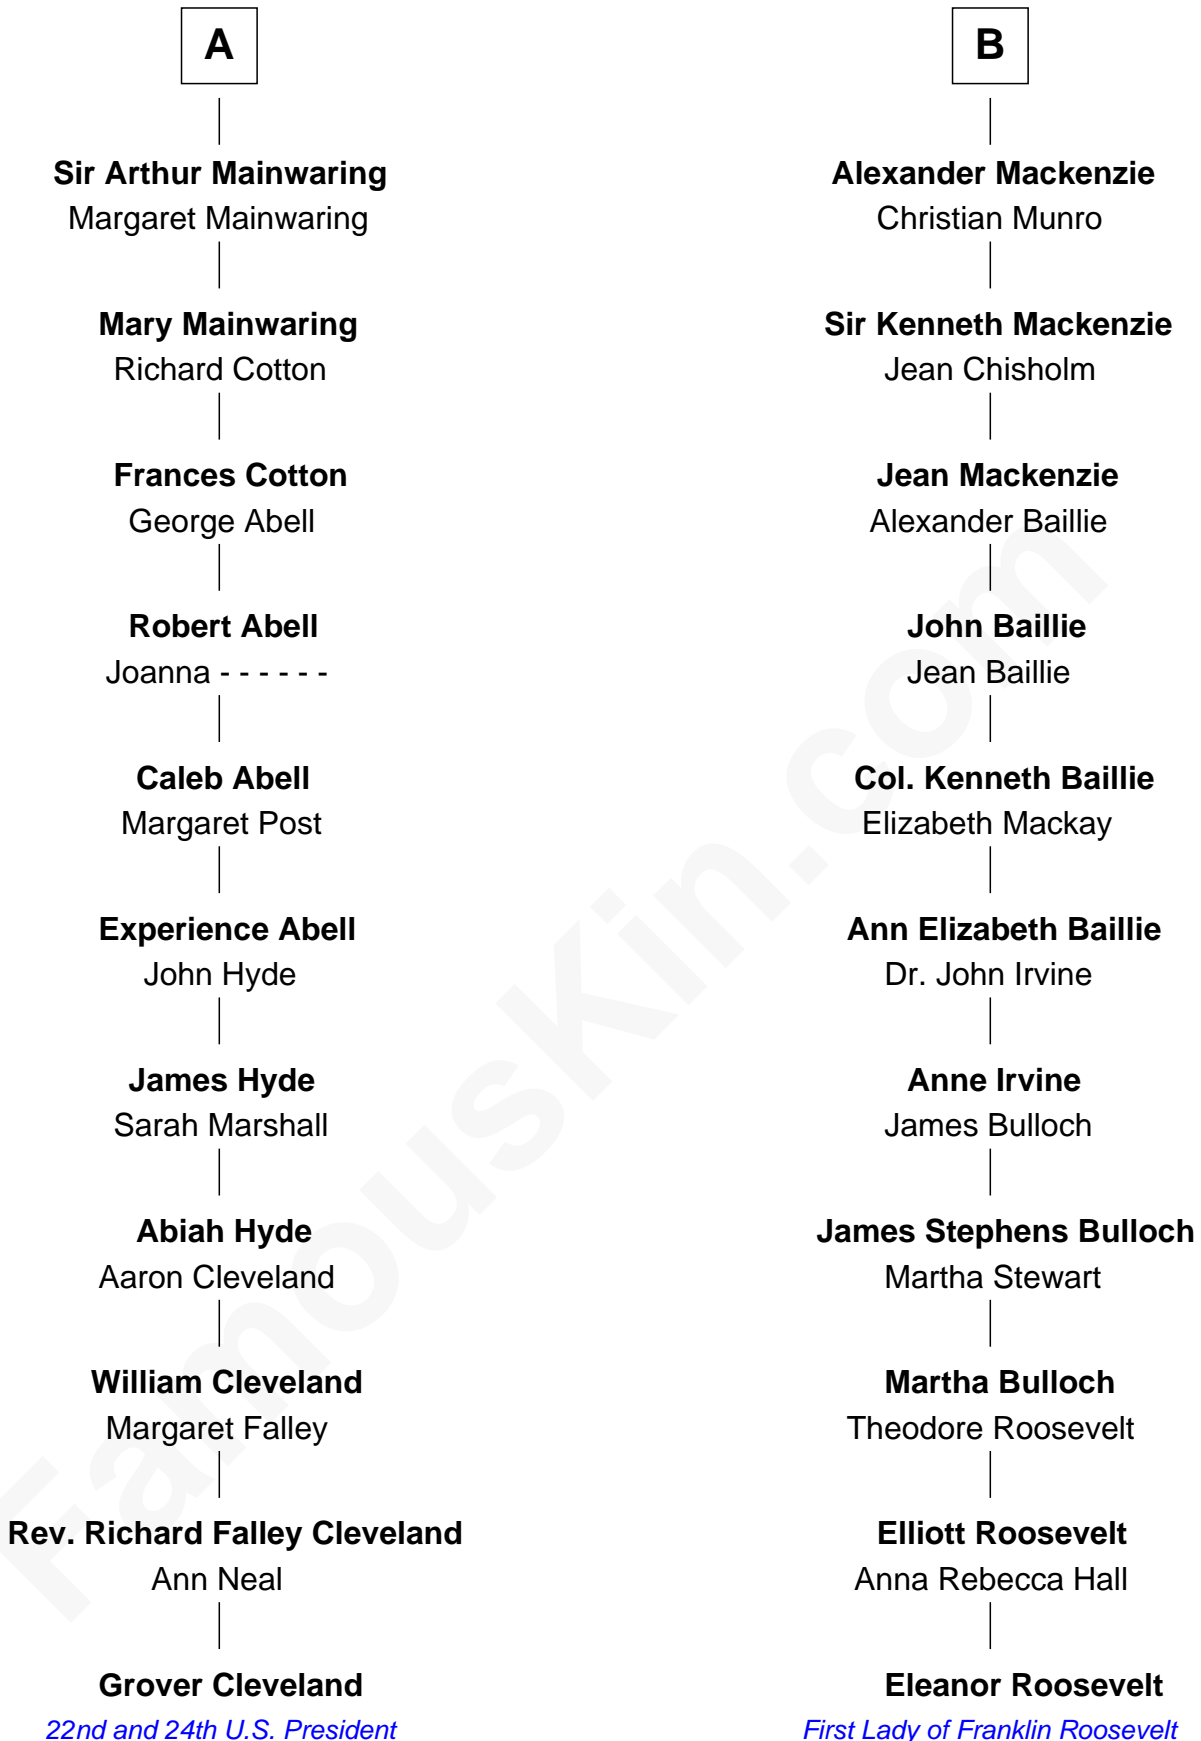 A
Sir Arthur Mainwaring
Margaret Mainwaring
Mary Mainwaring
Richard Cotton
Frances Cotton
George Abell
Robert Abell
Joanna - - - - - -
Caleb Abell
Margaret Post
Experience Abell
John Hyde
James Hyde
Sarah Marshall
Abiah Hyde
Aaron Cleveland
William Cleveland
Margaret Falley
Rev. Richard Falley Cleveland
Ann Neal
Grover Cleveland
22nd and 24th U.S. President
B
Alexander Mackenzie
Christian Munro
Sir Kenneth Mackenzie
Jean Chisholm
Jean Mackenzie
Alexander Baillie
John Baillie
Jean Baillie
Col. Kenneth Baillie
Elizabeth Mackay
Ann Elizabeth Baillie
Dr. John Irvine
Anne Irvine
James Bulloch
James Stephens Bulloch
Martha Stewart
Martha Bulloch
Theodore Roosevelt
Elliott Roosevelt
Anna Rebecca Hall
Eleanor Roosevelt
First Lady of Franklin Roosevelt
FamousKin.com